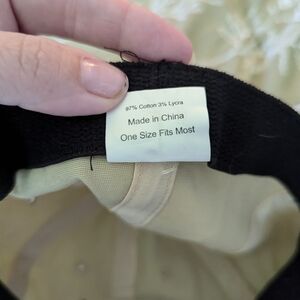 97% Cotton 3% Lycra
Made in China
One Size Fits Most